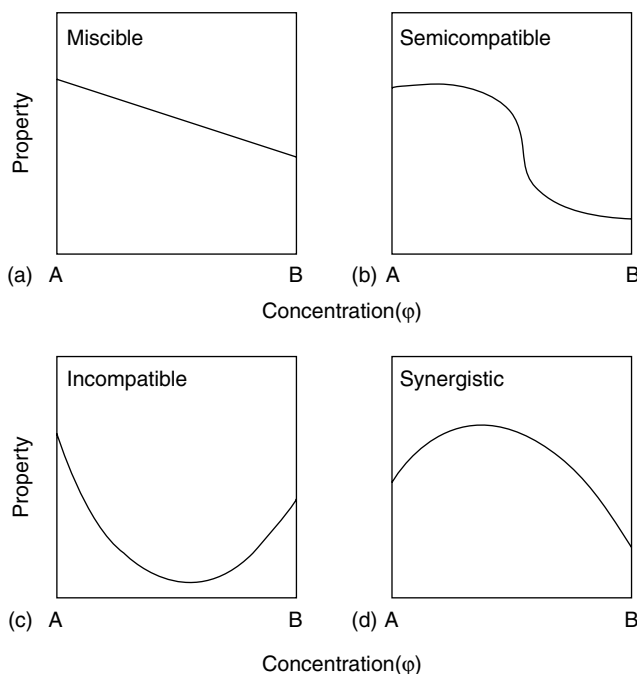 Miscible
Semicompatible
Property
(a) A B (b) A B
Concentration(φ)
Incompatible
Synergistic
Property
(c) A B (d) A B
Concentration(φ)